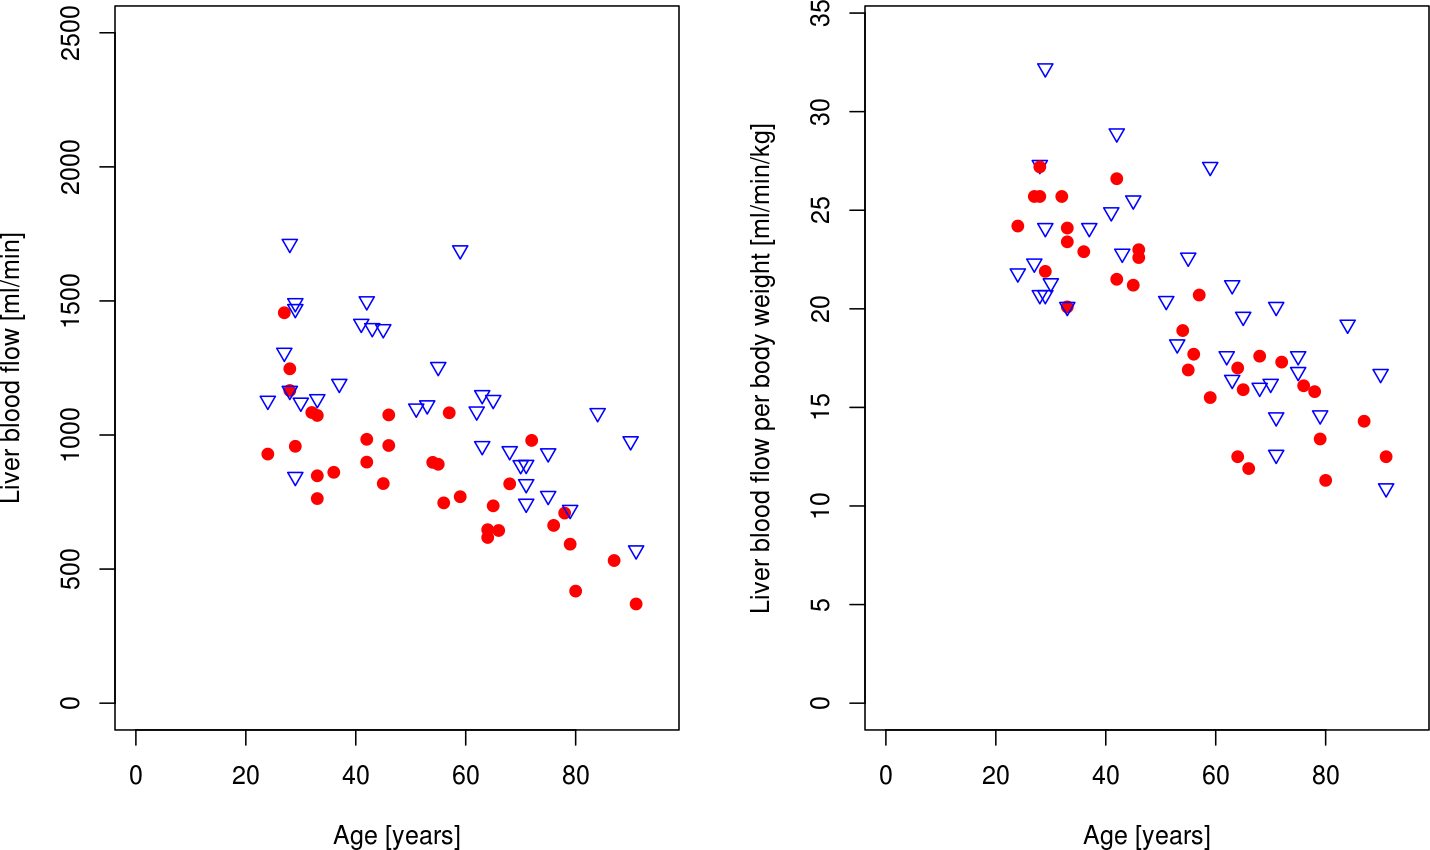 Liver blood flow [ml/min]
2500
2000
1500
1000
500
0
0 20 40 60 80
Age [years]
Liver blood flow per body weight [ml/min/kg]
35
30
25
20
15
10
5
0
0 20 40 60 80
Age [years]